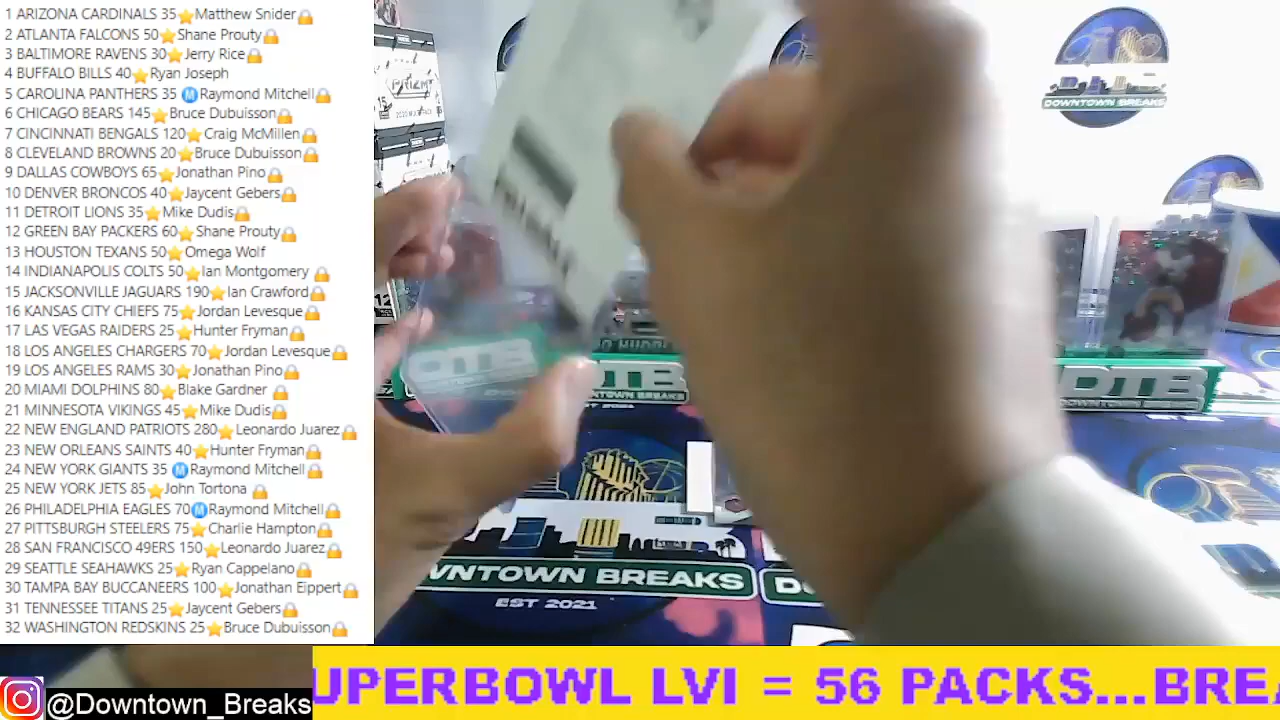 1 ARIZONA CARDINALS 35⭐Matthew Snider🔒
2 ATLANTA FALCONS 50⭐Shane Prouty🔒
3 BALTIMORE RAVENS 30⭐Jerry Rice🔒
4 BUFFALO BILLS 40⭐Ryan Joseph
5 CAROLINA PANTHERS 35 Ⓜ️Raymond Mitchell🔒
6 CHICAGO BEARS 145⭐Bruce Dubuisson🔒
7 CINCINNATI BENGALS 120⭐Craig McMillen🔒
8 CLEVELAND BROWNS 20⭐Bruce Dubuisson🔒
9 DALLAS COWBOYS 65⭐Jonathan Pino🔒
10 DENVER BRONCOS 40⭐Jaycent Gebers🔒
11 DETROIT LIONS 35⭐Mike Dudis🔒
12 GREEN BAY PACKERS 60⭐Shane Prouty🔒
13 HOUSTON TEXANS 50⭐Omega Wolf
14 INDIANAPOLIS COLTS 50⭐Ian Montgomery 🔒
15 JACKSONVILLE JAGUARS 190⭐Ian Crawford🔒
16 KANSAS CITY CHIEFS 75⭐Jordan Levesque🔒
17 LAS VEGAS RAIDERS 25⭐Hunter Fryman🔒
18 LOS ANGELES CHARGERS 70⭐Jordan Levesque🔒
19 LOS ANGELES RAMS 30⭐Jonathan Pino🔒
20 MIAMI DOLPHINS 80⭐Blake Gardner 🔒
21 MINNESOTA VIKINGS 45⭐Mike Dudis🔒
22 NEW ENGLAND PATRIOTS 280⭐Leonardo Juarez🔒
23 NEW ORLEANS SAINTS 40⭐Hunter Fryman🔒
24 NEW YORK GIANTS 35 Ⓜ️Raymond Mitchell🔒
25 NEW YORK JETS 85⭐John Tortona 🔒
26 PHILADELPHIA EAGLES 70Ⓜ️Raymond Mitchell🔒
27 PITTSBURGH STEELERS 75⭐Charlie Hampton🔒
28 SAN FRANCISCO 49ERS 150⭐Leonardo Juarez🔒
29 SEATTLE SEAHAWKS 25⭐Ryan Cappelano🔒
30 TAMPA BAY BUCCANEERS 100⭐Jonathan Eippert🔒
31 TENNESSEE TITANS 25⭐Jaycent Gebers🔒
32 WASHINGTON REDSKINS 25⭐Bruce Dubuisson🔒
PRIZM
DOWNTOWN BREAKS
DTB
DTB
DOWNTOWN BREAKS
DTB
WNTOWN BREAKS
EST 2021
@Downtown_Breaks
UPERBOWL LVI = 56 PACKS...BREA